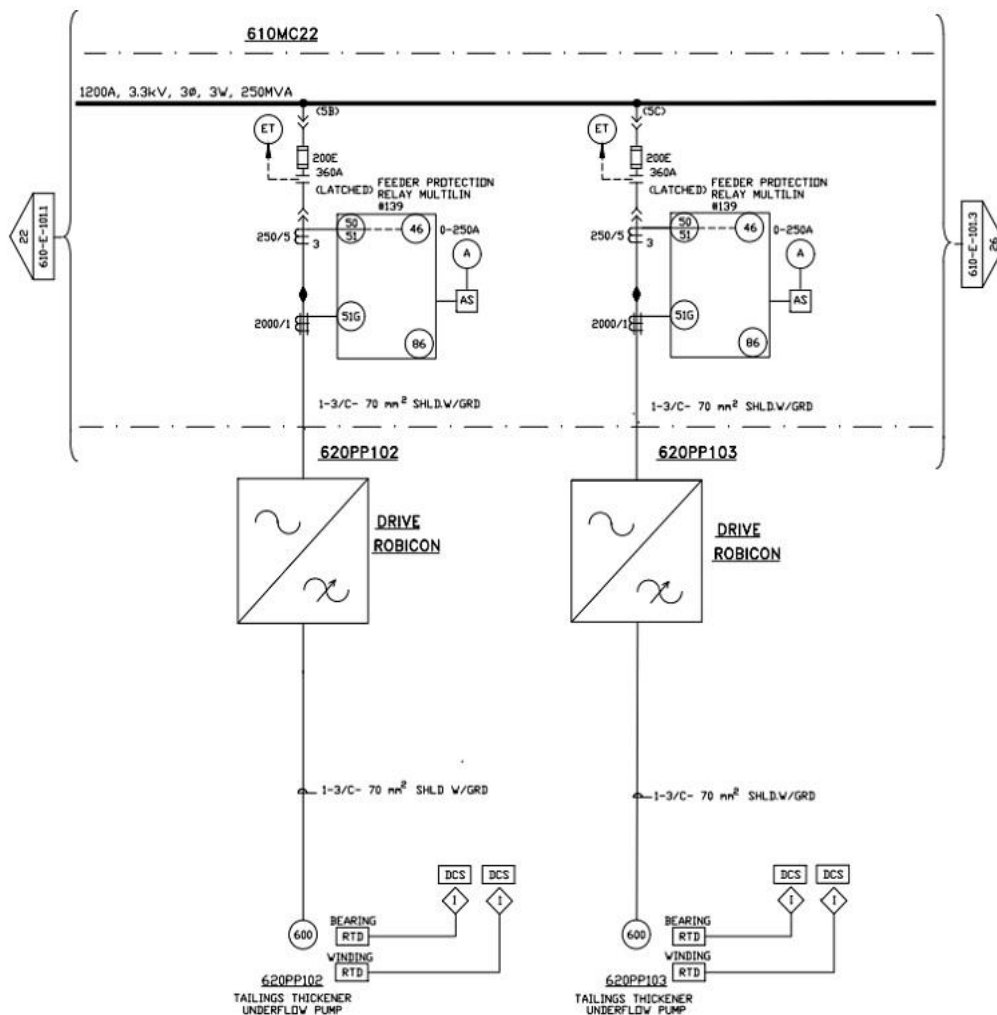 610MC22
1200A, 3.3kV, 3ø, 3W, 250MVA
(5B)
(5C)
ET
200E
360A
(LATCHED)
FEEDER PROTECTION
RELAY MULTILIN
#139
50
51
46
0-250A
250/5
3
A
AS
51G
2000/1
86
1-3/C- 70 mm² SHLD.W/GRD
ET
200E
360A
(LATCHED)
FEEDER PROTECTION
RELAY MULTILIN
#139
50
51
46
0-250A
250/5
3
A
AS
51G
2000/1
86
1-3/C- 70 mm² SHLD.W/GRD
22
610-E-101.1
610-E-101.3
26
620PP102
DRIVE
ROBICON
620PP103
DRIVE
ROBICON
1-3/C- 70 mm² SHLD W/GRD
1-3/C- 70 mm² SHLD.W/GRD
DCS
DCS
I
I
BEARING
600
RTD
WINDING
RTD
620PP102
TAILINGS THICKENER
UNDERFLOW PUMP
DCS
DCS
I
I
BEARING
600
RTD
WINDING
RTD
620PP103
TAILINGS THICKENER
UNDERFLOW PUMP